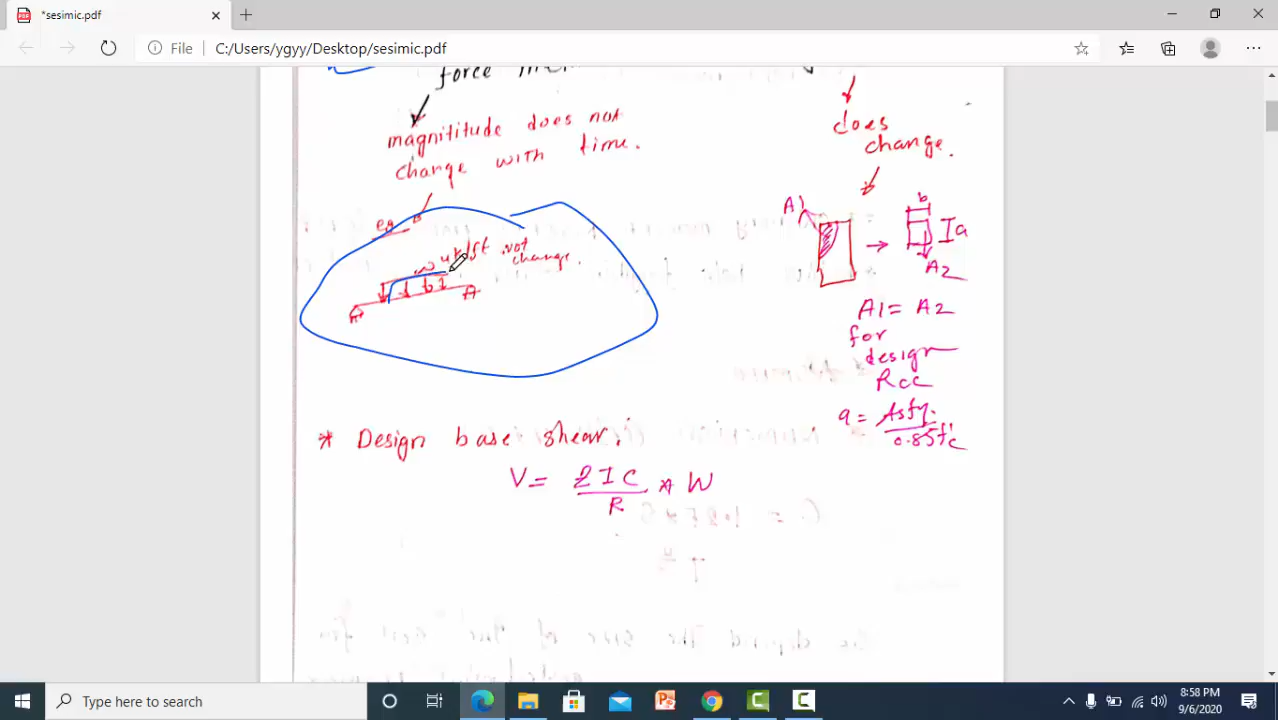 *sesimic.pdf
File
C:/Users/ygyy/Desktop/sesimic.pdf
force
magnititude does not
change with time.
does
change.
eg
not
change
A
A1
b
Ia
A2
A1 = A2
for
design
Rcc
a = Asfy
0.85f'c
* Design base shear.
V = ZIC * W
R
Type here to search
8:58 PM
9/6/2020